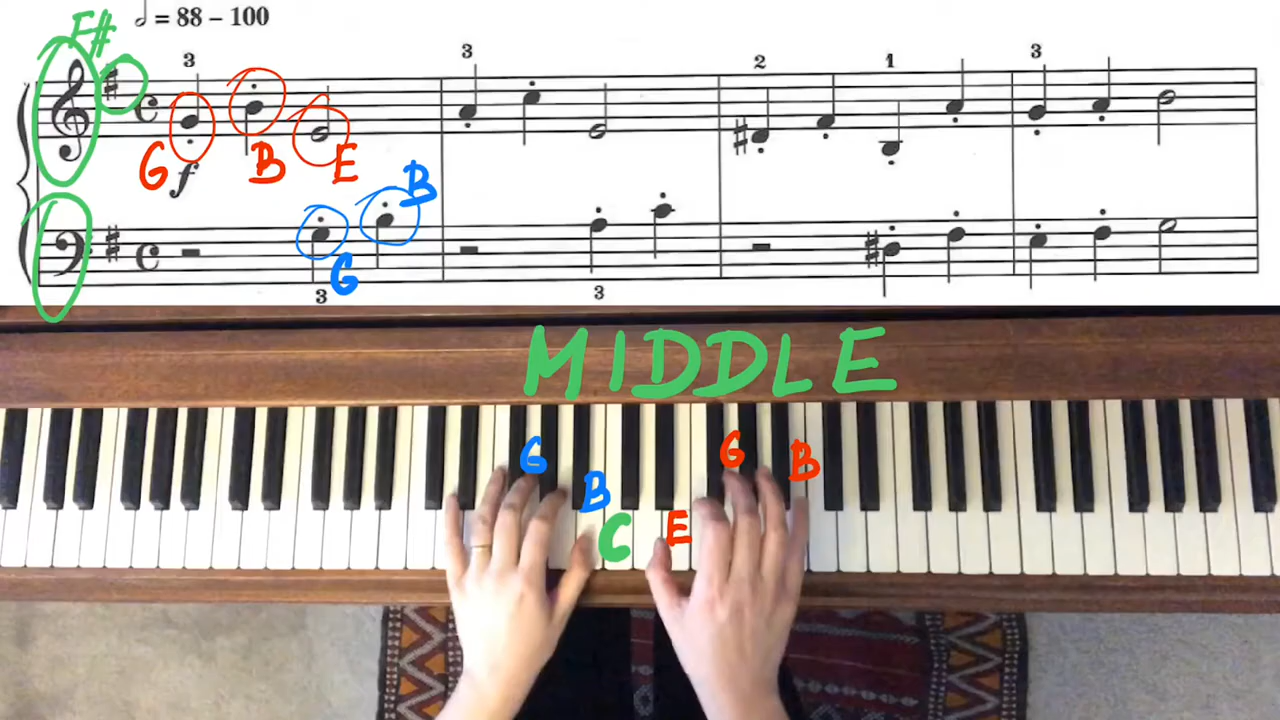 F#
𝅗𝅥 = 88 – 100
3 3 2 1 3
G f B E
B
G
3 3
MIDDLE
G G B
B
C E